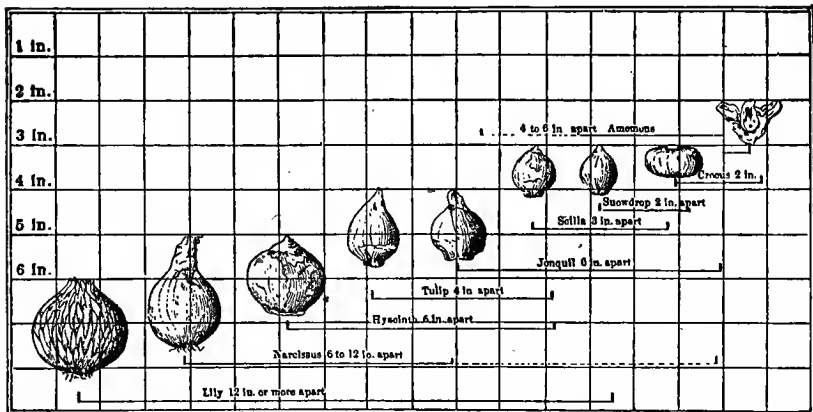 1 in.
2 in.
3 in.
4 to 6 in. apart Anemone
4 in.
Crocus 2 in.
Snowdrop 2 in. apart
5 in.
Scilla 3 in. apart
6 in.
Jonquil 6 in. apart
Tulip 4 in apart
Hyacinth 6 in. apart
Narcissus 6 to 12 in. apart
Lily 12 in. or more apart